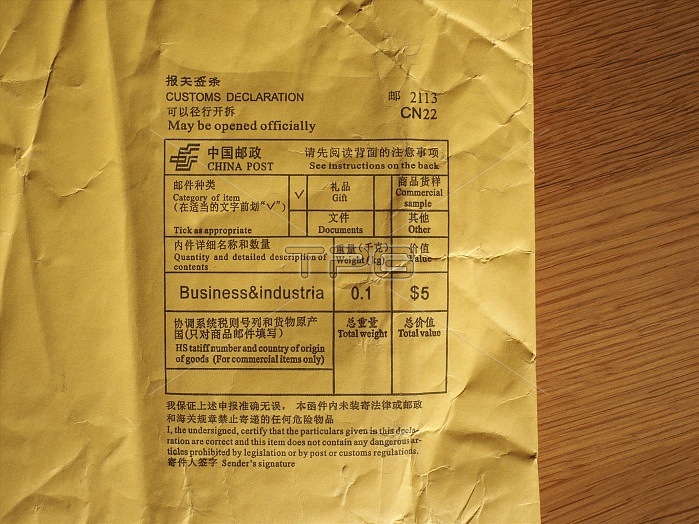 报关签条
CUSTOMS DECLARATION
可以径行开拆
May be opened officially
邮 2113
CN22
中国邮政
CHINA POST
请先阅读背面的注意事项
See instructions on the back
邮件种类
Category of item
(在适当的文字前划“✓”)
Tick as appropriate
✓
礼品
Gift
商品货样
Commercial
sample
文件
Documents
其他
Other
内件详细名称和数量
Quantity and detailed description of
contents
重量(千克)
Weight(kg)
价值
Value
Business&industria
0.1
$5
协调系统税则号列和货物原产
国(只对商品邮件填写)
HS tatiff number and country of origin
of goods (For commercial items only)
总重量
Total weight
总价值
Total value
我保证上述申报准确无误， 本函件内未装寄法律或邮政
和海关规章禁止寄递的任何危险物品
I, the undersigned, certify that the particulars given in this decla-
ration are correct and this item does not contain any dangerous ar-
ticles prohibited by legislation or by post or customs regulations.
寄件人签字 Sender's signature
TPG